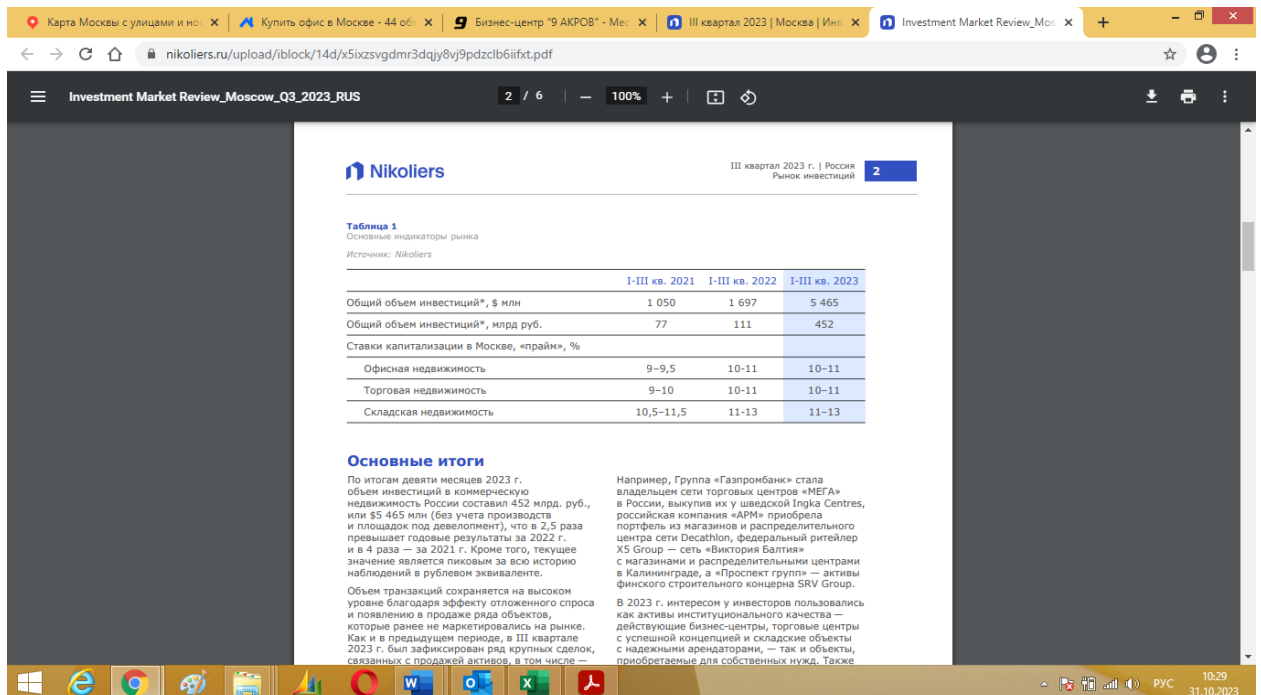 Карта Москвы с улицами и но
Купить офис в Москве - 44 об
Бизнес-центр "9 АКРОВ" - Мес
III квартал 2023 | Москва | Инв
Investment Market Review_Mos
nikoliers.ru/upload/iblock/14d/x5ixzsvgdmr3dqjy8vj9pdzclb6iifxt.pdf
Investment Market Review_Moscow_Q3_2023_RUS
2 / 6
100%
Nikoliers
III квартал 2023 г. | Россия
Рынок инвестиций
2
Таблица 1
Основные индикаторы рынка
Источник: Nikoliers
I-III кв. 2021 I-III кв. 2022 I-III кв. 2023
Общий объем инвестиций*, $ млн 1 050 1 697 5 465
Общий объем инвестиций*, млрд руб. 77 111 452
Ставки капитализации в Москве, «прайм», %
Офисная недвижимость 9–9,5 10-11 10–11
Торговая недвижимость 9–10 10-11 10–11
Складская недвижимость 10,5–11,5 11-13 11–13
Основные итоги
По итогам девяти месяцев 2023 г.
объем инвестиций в коммерческую
недвижимость России составил 452 млрд. руб.,
или $5 465 млн (без учета производств
и площадок под девелопмент), что в 2,5 раза
превышает годовые результаты за 2022 г.
и в 4 раза — за 2021 г. Кроме того, текущее
значение является пиковым за всю историю
наблюдений в рублевом эквиваленте.
Объем транзакций сохраняется на высоком
уровне благодаря эффекту отложенного спроса
и появлению в продаже ряда объектов,
которые ранее не маркетировались на рынке.
Как и в предыдущем периоде, в III квартале
2023 г. был зафиксирован ряд крупных сделок,
связанных с продажей активов, в том числе —
Например, Группа «Газпромбанк» стала
владельцем сети торговых центров «МЕГА»
в России, выкупив их у шведской Ingka Centres,
российская компания «АРМ» приобрела
портфель из магазинов и распределительного
центра сети Decathlon, федеральный ритейлер
X5 Group — сеть «Виктория Балтия»
с магазинами и распределительными центрами
в Калининграде, а «Проспект групп» — активы
финского строительного концерна SRV Group.
В 2023 г. интересом у инвесторов пользовались
как активы институционального качества —
действующие бизнес-центры, торговые центры
с успешной концепцией и складские объекты
с надежными арендаторами, — так и объекты,
приобретаемые для собственных нужд. Также
РУС
10:29
31.10.2023